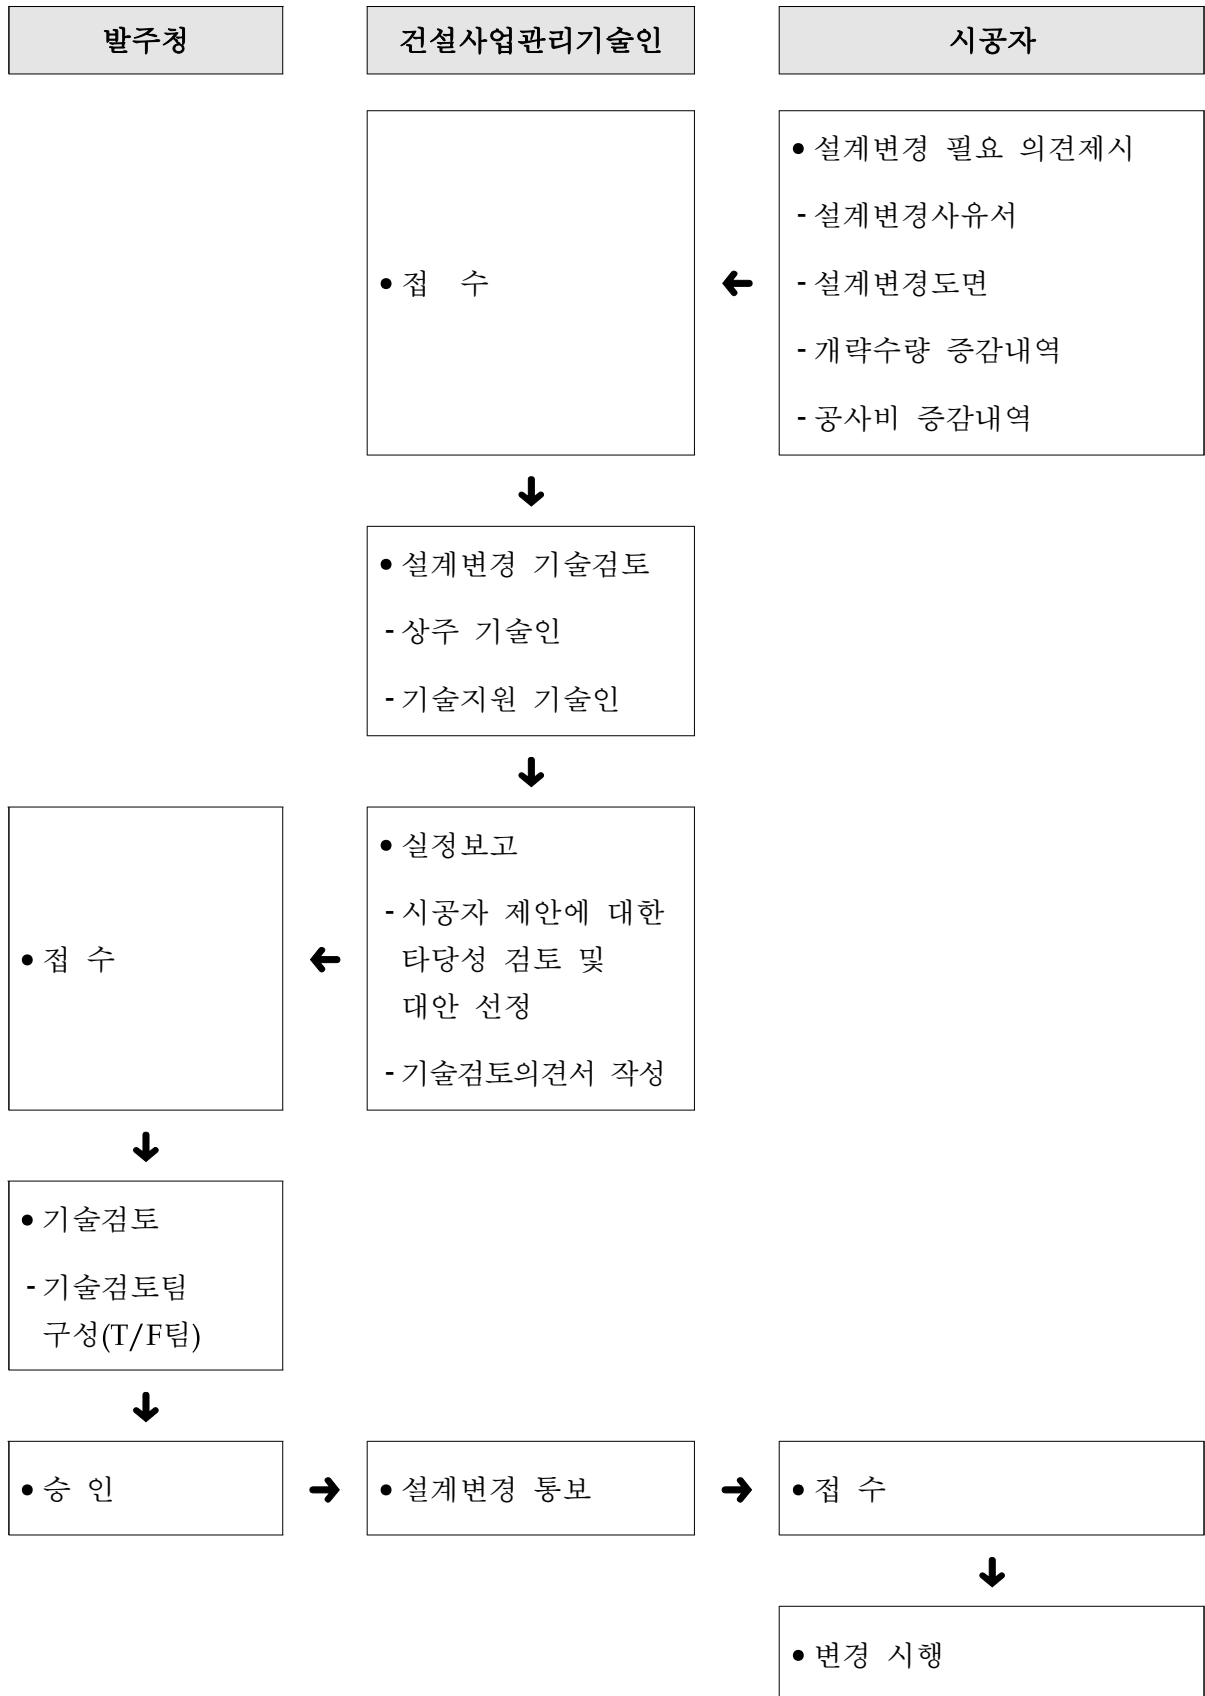 발주청
건설사업관리기술인
시공자
● 설계변경 필요 의견제시
- 설계변경사유서
- 설계변경도면
- 개략수량 증감내역
- 공사비 증감내역
● 접 수
● 설계변경 기술검토
- 상주 기술인
- 기술지원 기술인
● 실정보고
- 시공자 제안에 대한
타당성 검토 및
대안 선정
- 기술검토의견서 작성
● 접 수
● 기술검토
- 기술검토팀
구성(T/F팀)
● 승 인
● 설계변경 통보
● 접 수
● 변경 시행